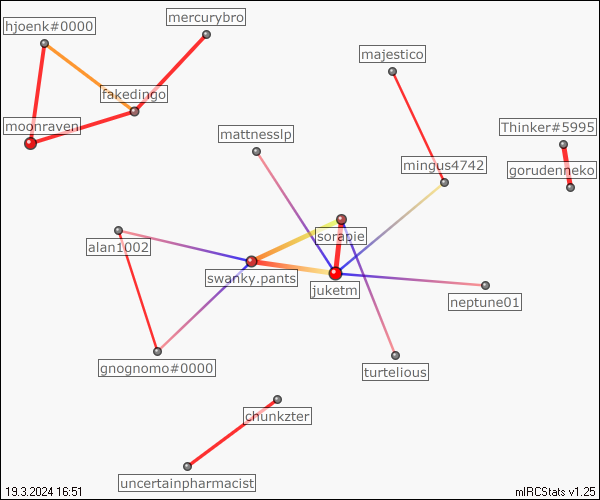 mercurybro
hjoenk#0000
majestico
fakedingo
moonraven
Thinker#5995
mattnesslp
mingus4742
gorudenneko
sorapie
alan1002
swanky.pants
juketm
neptune01
gnognomo#0000
turtelious
chunkzter
uncertainpharmacist
19.3.2024 16:51
mIRCStats v1.25